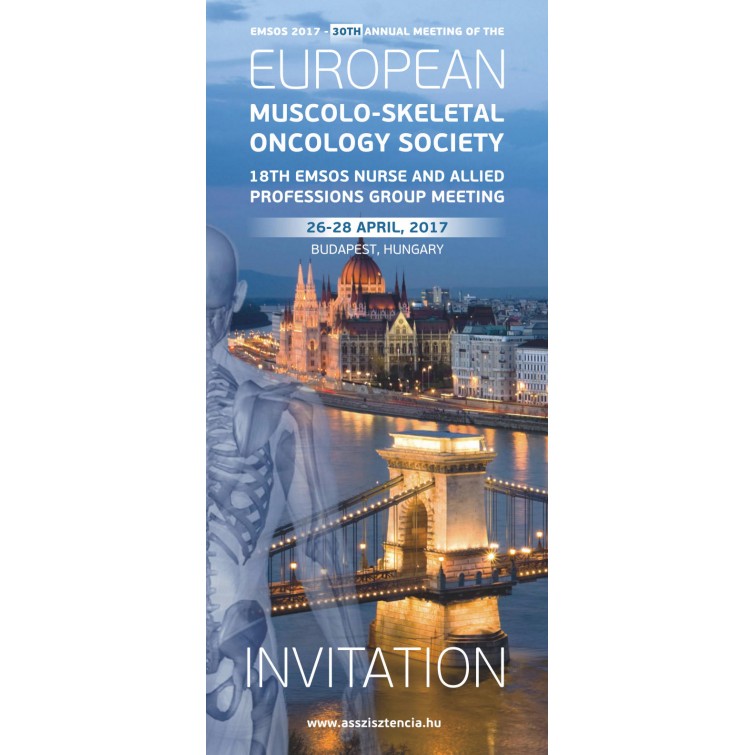 EMSOS 2017 - 30TH ANNUAL MEETING OF THE
EUROPEAN
MUSCOLO-SKELETAL
ONCOLOGY SOCIETY
18TH EMSOS NURSE AND ALLIED
PROFESSIONS GROUP MEETING
26-28 APRIL, 2017
BUDAPEST, HUNGARY
INVITATION
www.asszisztencia.hu